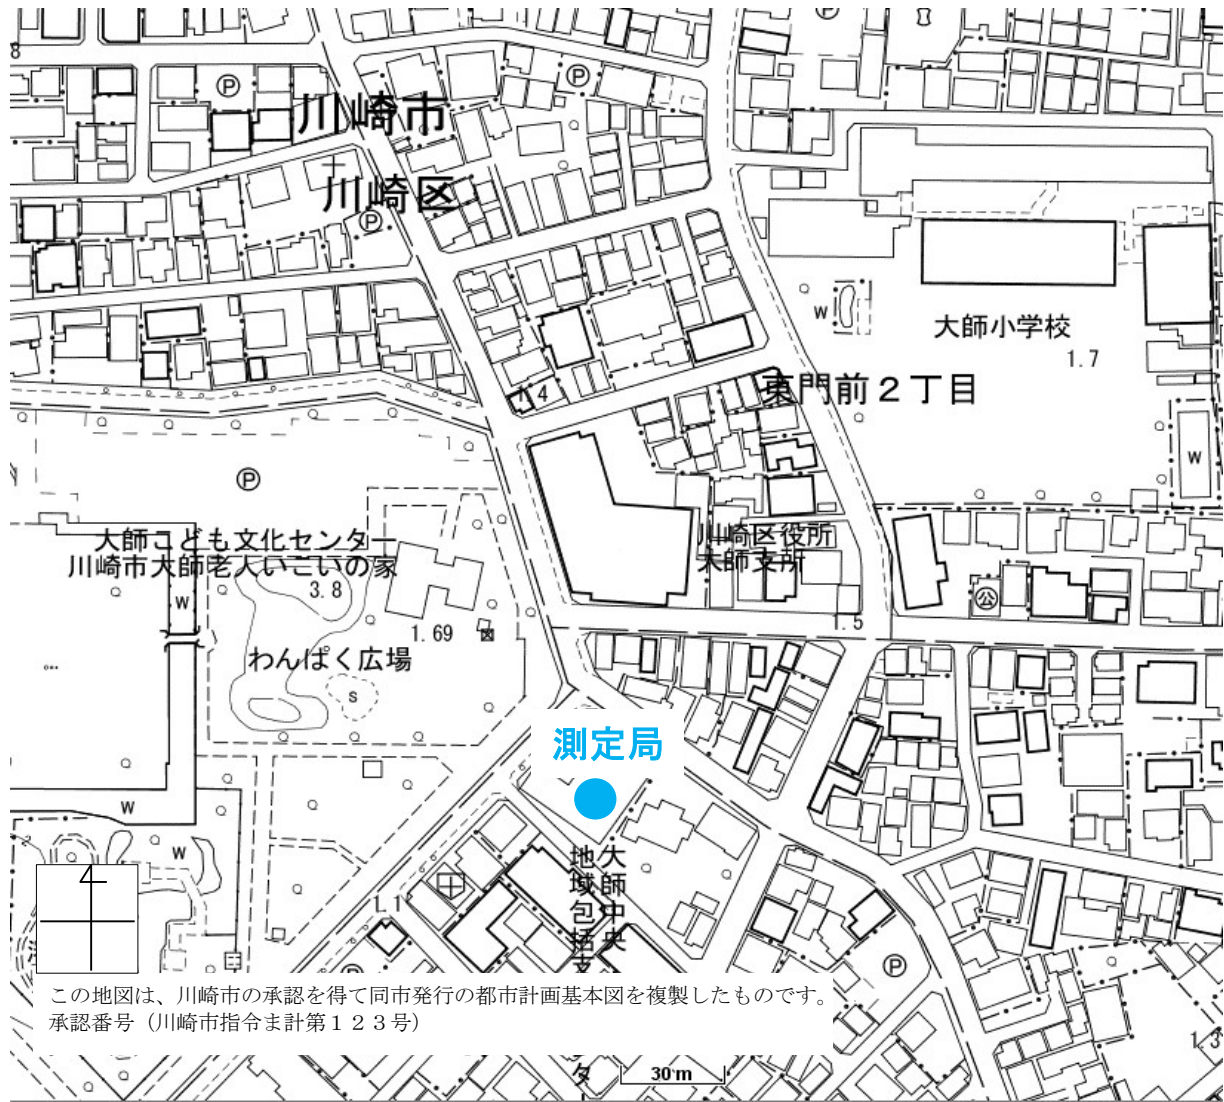 8
Ⓟ
Ⓟ
Ⓟ
川崎市
川崎区
Ⓟ
W
大師小学校
1.7
東門前2丁目
W
Ⓟ
川崎区役所
大師支所
大師こども文化センター
川崎市大師老人いこいの家
3.8
W
1.69
わんぱく広場
S
1.5
公
測定局
W
W
大師中央
地域包括支
タ
1.1
Ⓟ
この地図は、川崎市の承認を得て同市発行の都市計画基本図を複製したものです。
承認番号（川崎市指令ま計第123号）
30m
1.3